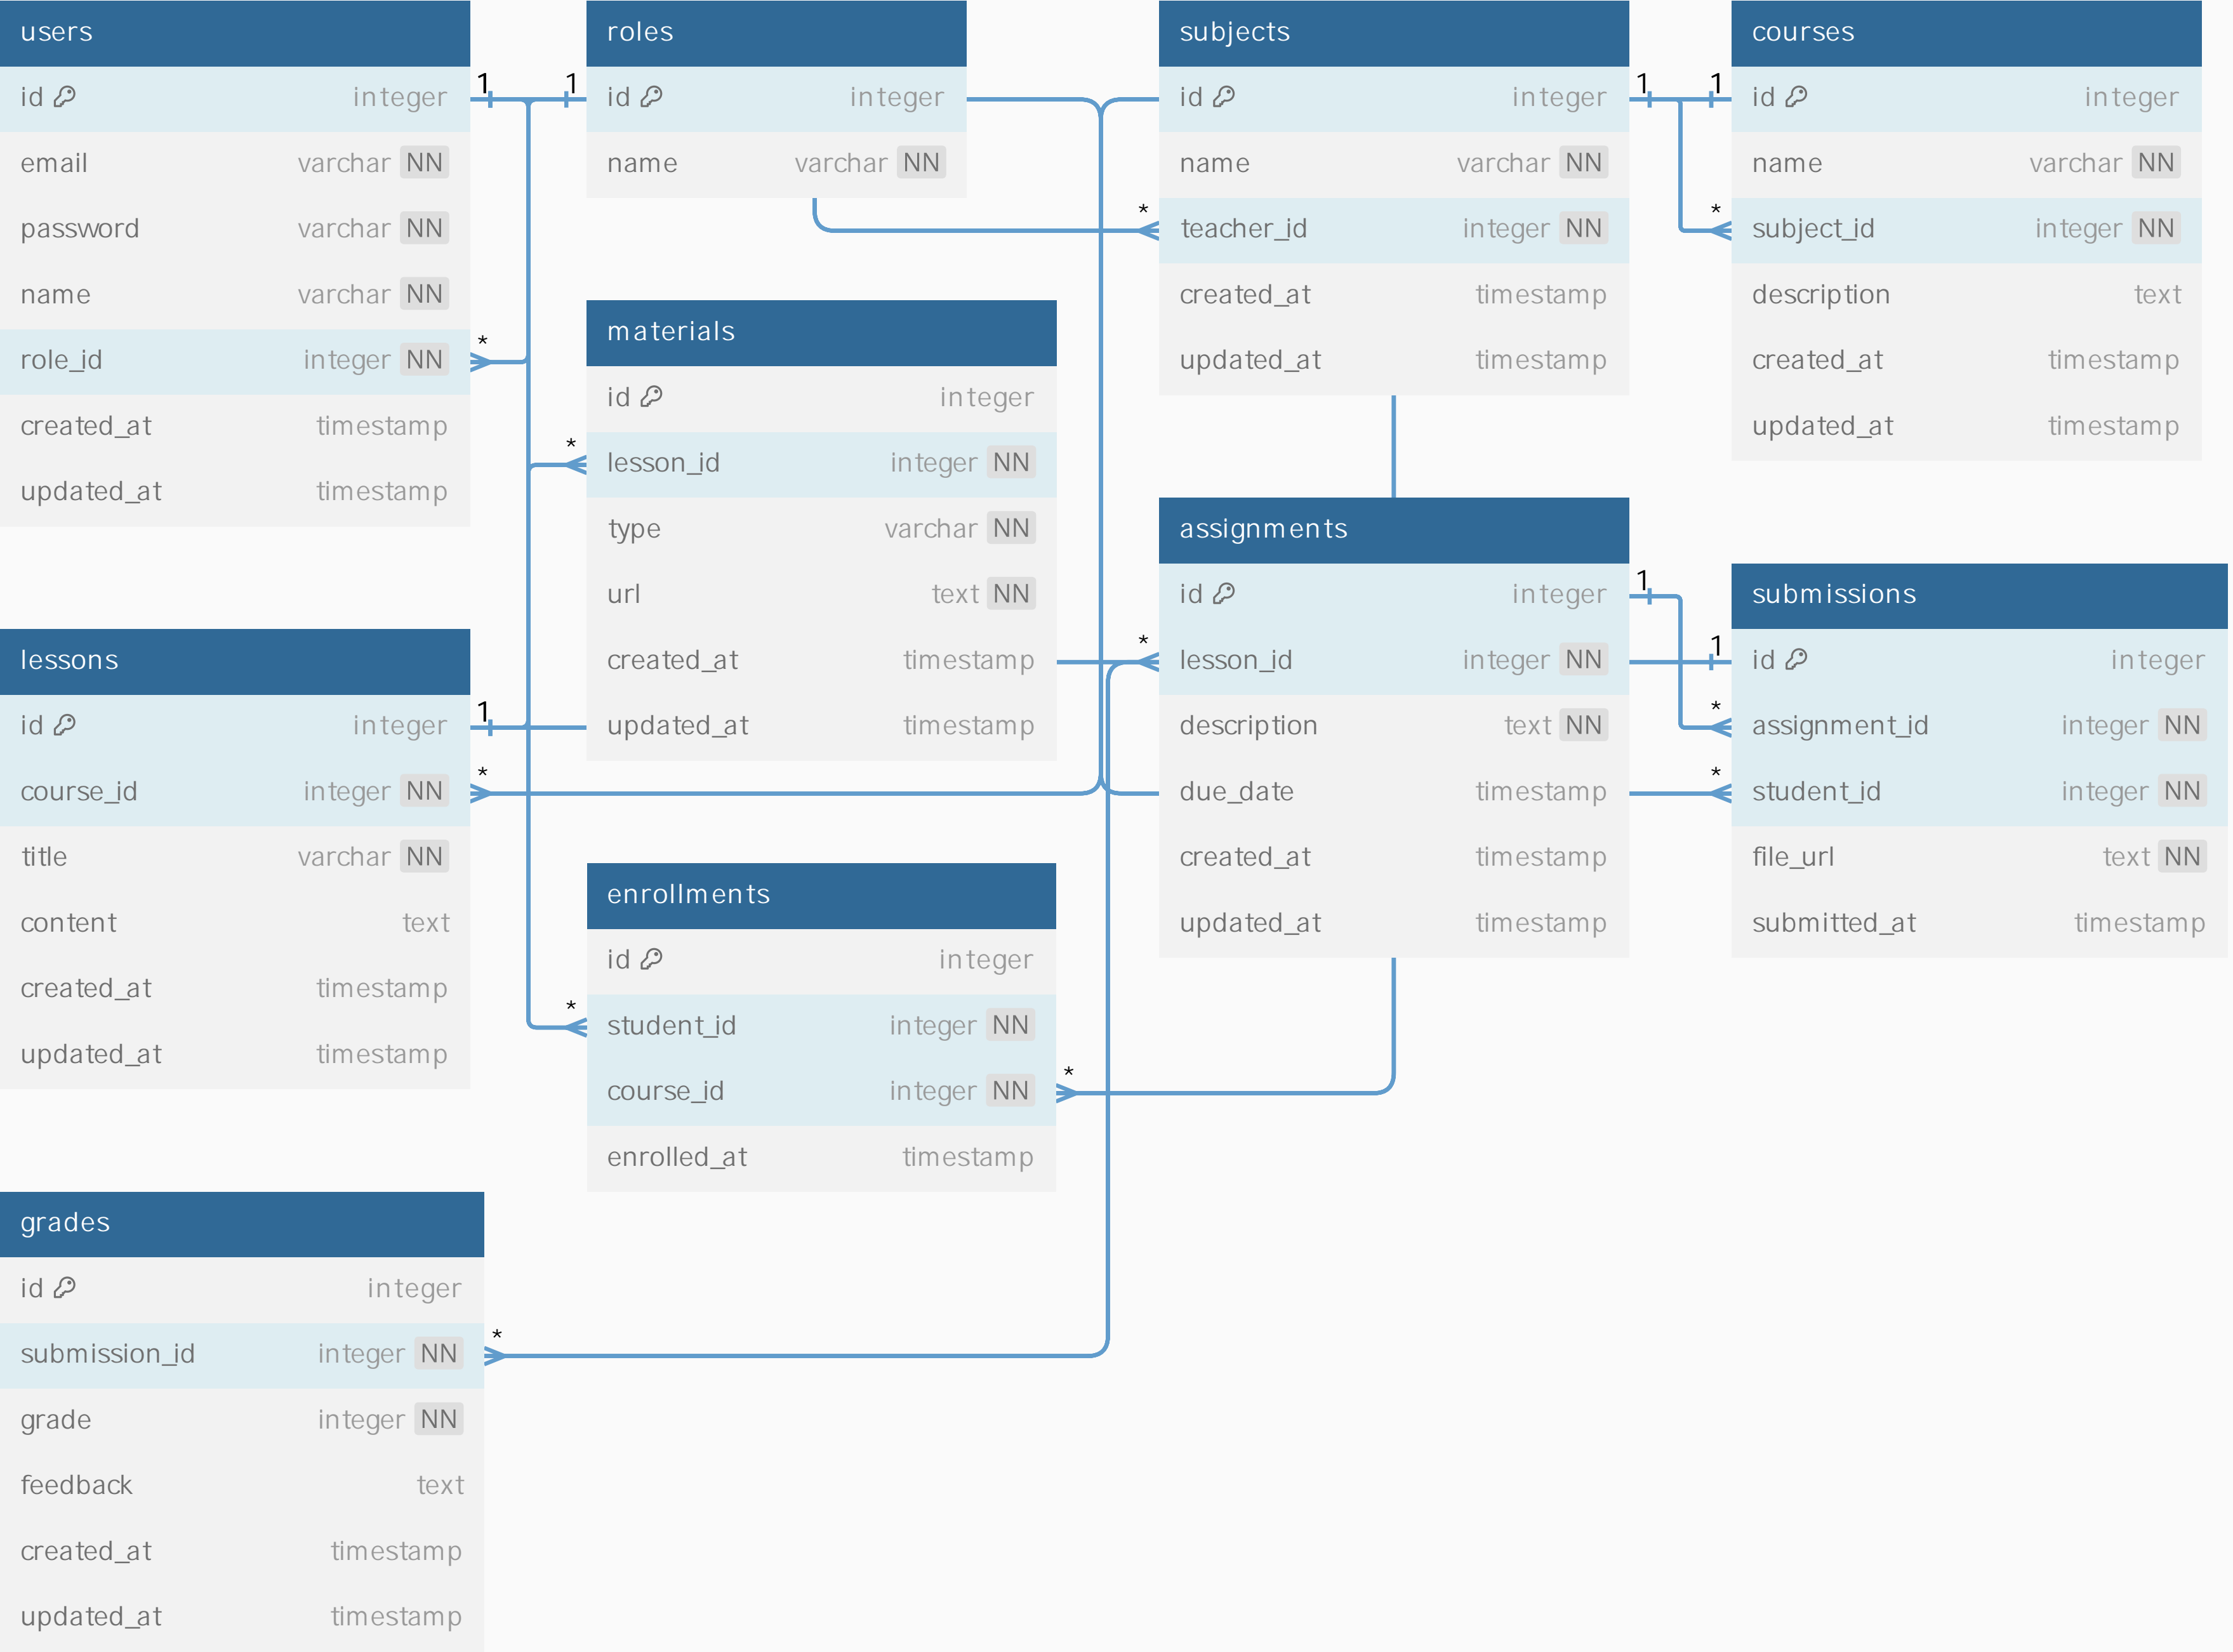 users
id integer
email varchar NN
password varchar NN
name varchar NN
role_id integer NN
created_at timestamp
updated_at timestamp
1
*
1
roles
id integer
name varchar NN
*
subjects
id integer
name varchar NN
teacher_id integer NN
created_at timestamp
updated_at timestamp
1
1
*
courses
id integer
name varchar NN
subject_id integer NN
description text
created_at timestamp
updated_at timestamp
*
materials
id integer
lesson_id integer NN
type varchar NN
url text NN
created_at timestamp
updated_at timestamp
*
assignments
id integer
lesson_id integer NN
description text NN
due_date timestamp
created_at timestamp
updated_at timestamp
1
1
*
*
submissions
id integer
assignment_id integer NN
student_id integer NN
file_url text NN
submitted_at timestamp
lessons
id integer
course_id integer NN
title varchar NN
content text
created_at timestamp
updated_at timestamp
1
*
*
enrollments
id integer
student_id integer NN
course_id integer NN
enrolled_at timestamp
*
grades
id integer
submission_id integer NN
grade integer NN
feedback text
created_at timestamp
updated_at timestamp
*